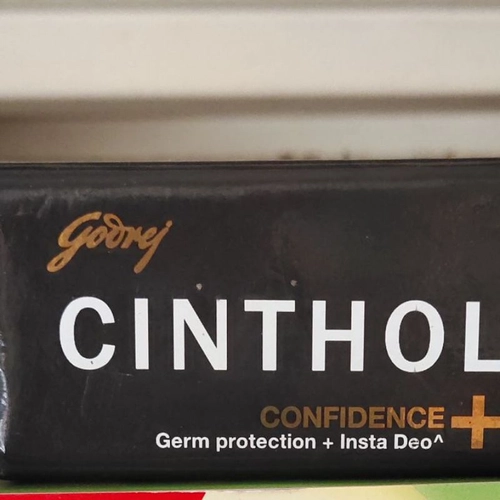 Godrej
CINTHOL
CONFIDENCE +
Germ protection + Insta Deo^